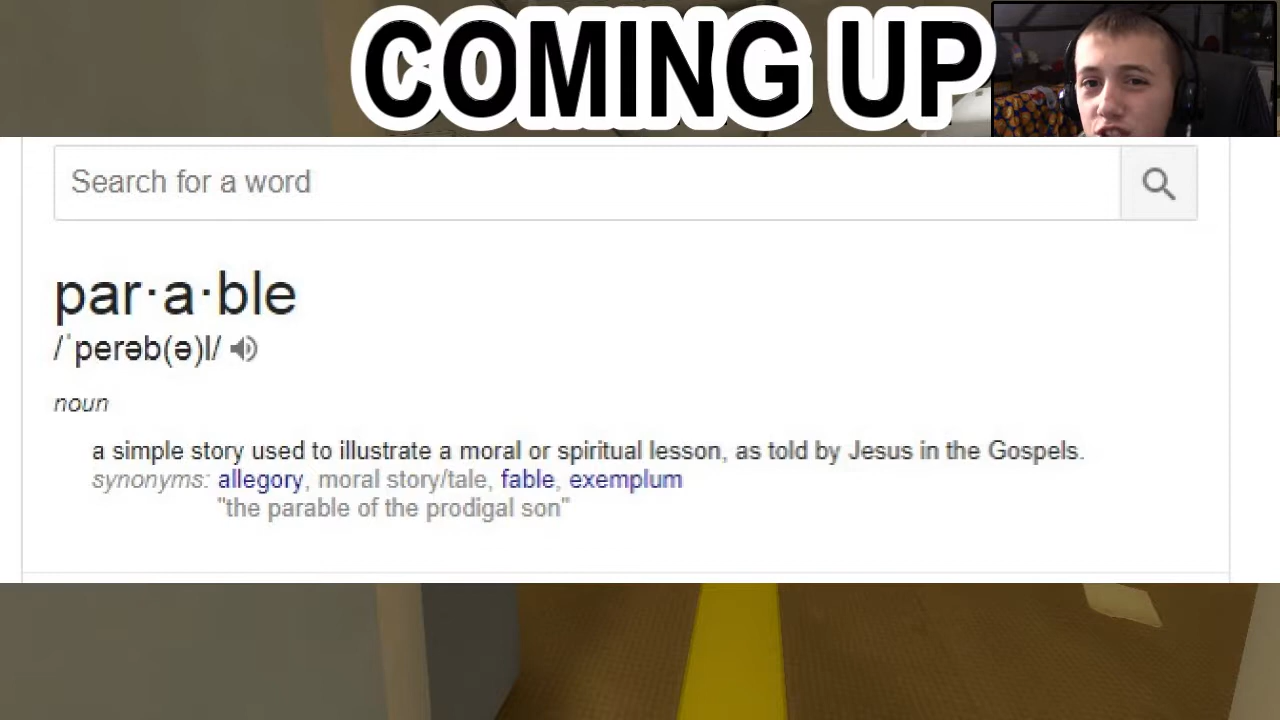 COMING UP
Search for a word
par·a·ble
/ˈperəb(ə)l/
noun
a simple story used to illustrate a moral or spiritual lesson, as told by Jesus in the Gospels.
synonyms: allegory, moral story/tale, fable, exemplum
"the parable of the prodigal son"